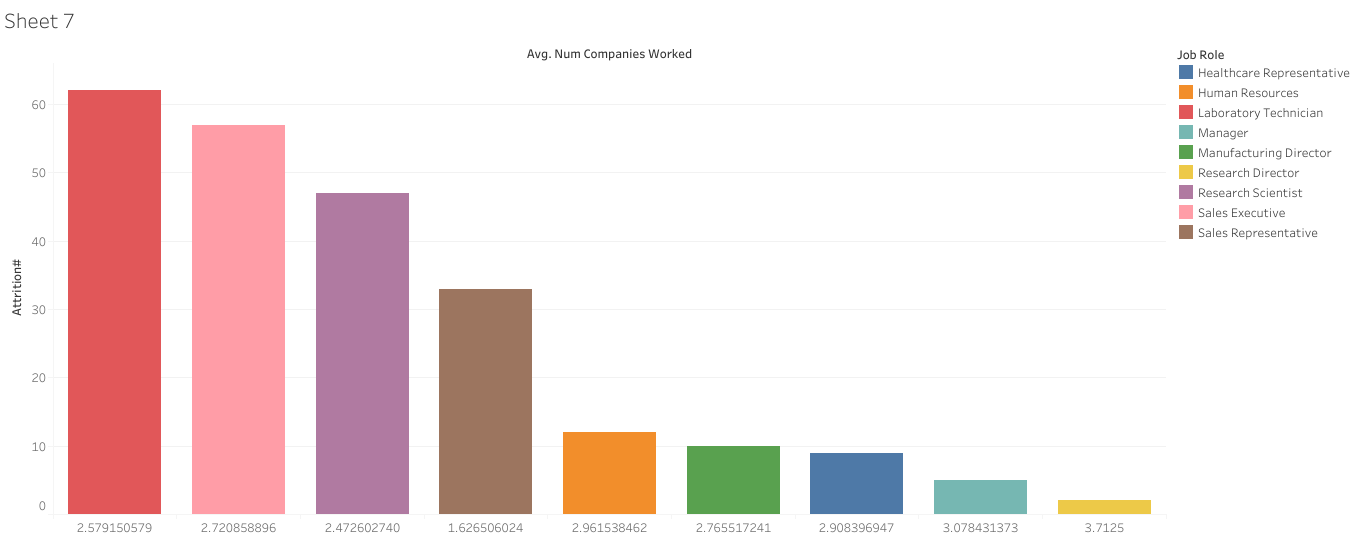 Sheet 7
Avg. Num Companies Worked
Attrition#
60
50
40
30
20
10
0
2.579150579 2.720858896 2.472602740 1.626506024 2.961538462 2.765517241 2.908396947 3.078431373 3.7125
Job Role
Healthcare Representative
Human Resources
Laboratory Technician
Manager
Manufacturing Director
Research Director
Research Scientist
Sales Executive
Sales Representative